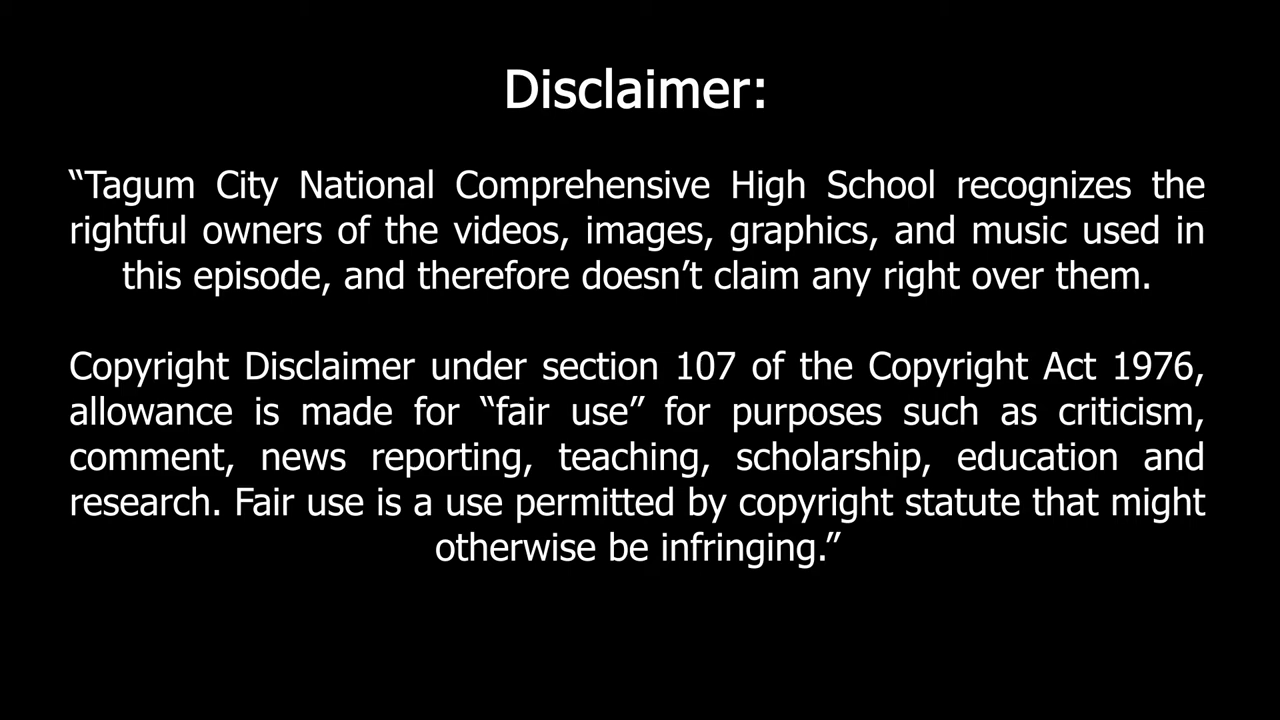 Disclaimer:
“Tagum City National Comprehensive High School recognizes the
rightful owners of the videos, images, graphics, and music used in
this episode, and therefore doesn’t claim any right over them.
Copyright Disclaimer under section 107 of the Copyright Act 1976,
allowance is made for “fair use” for purposes such as criticism,
comment, news reporting, teaching, scholarship, education and
research. Fair use is a use permitted by copyright statute that might
otherwise be infringing.”